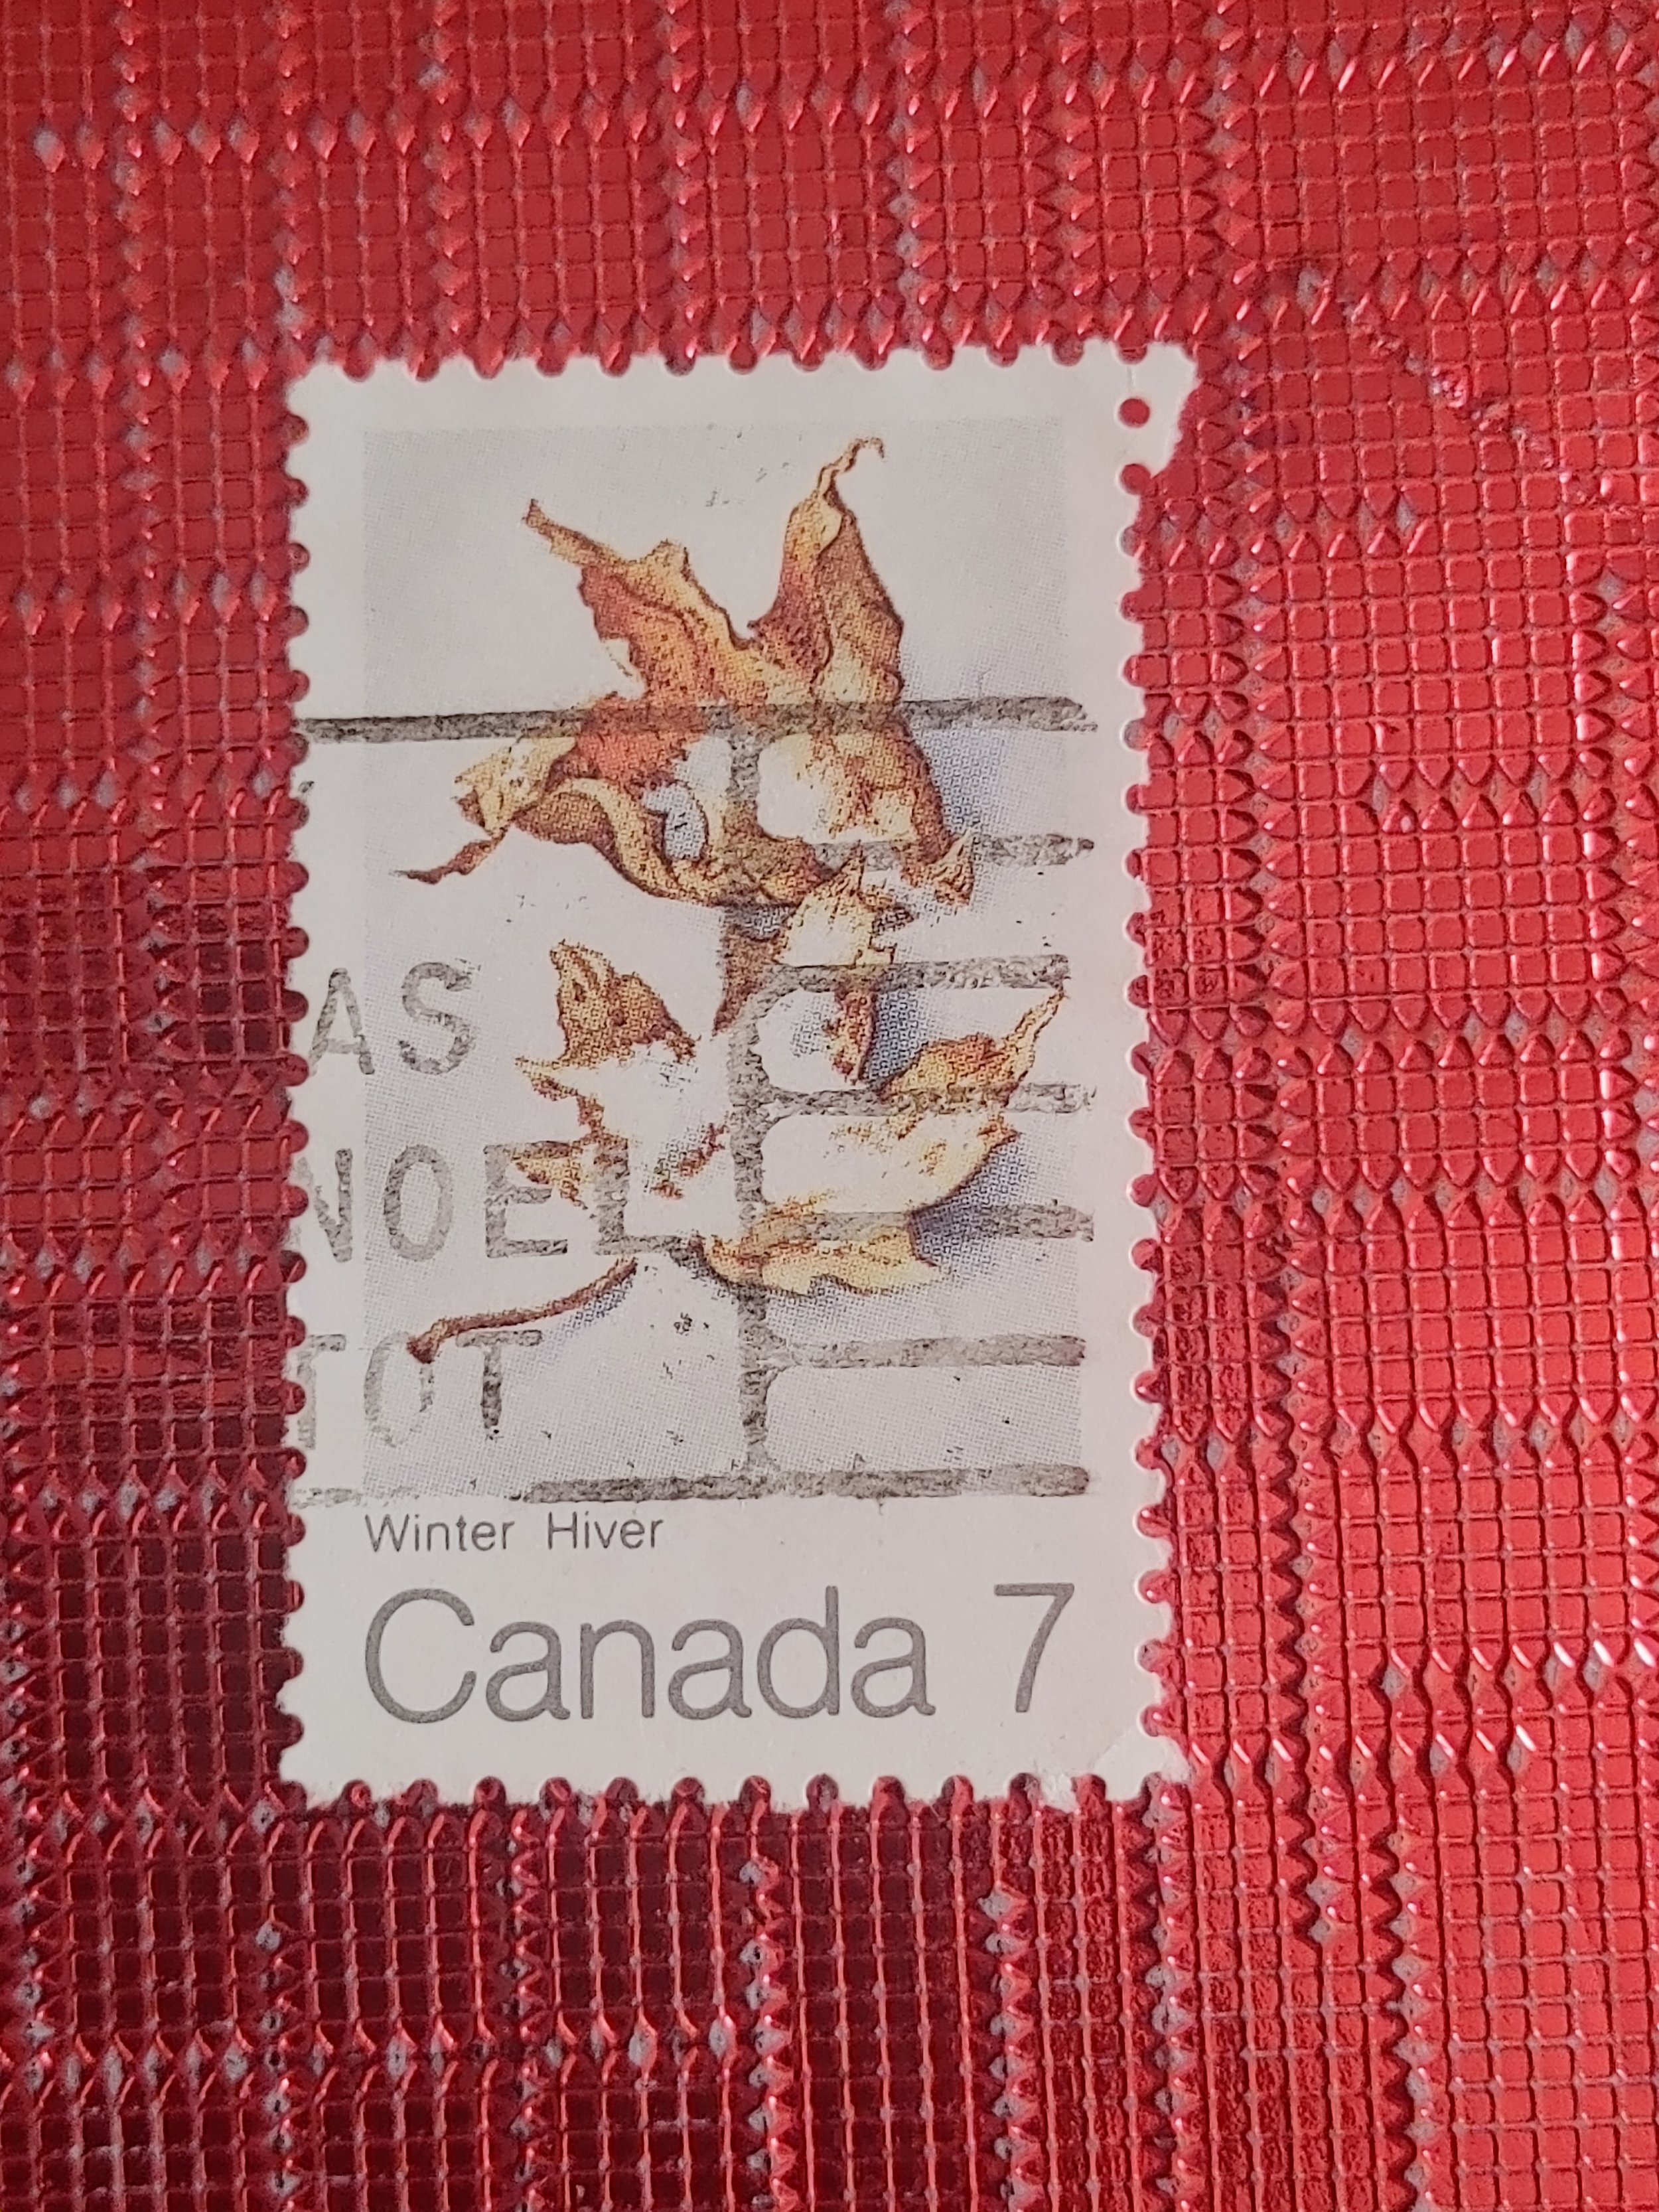 AS
NOEL
TOT
Winter Hiver
Canada 7